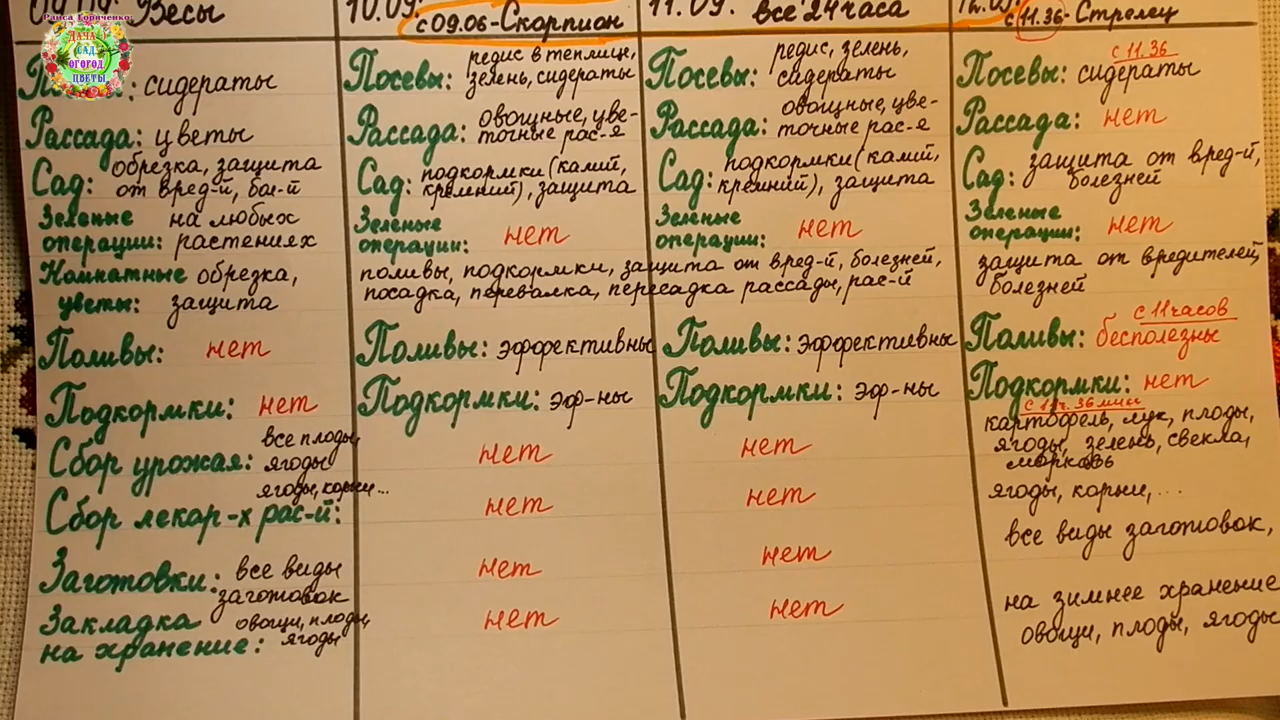 Раиса Горяченко
ДАЧА
САД
ОГОРОД
ЦВЕТЫ
Весы
сидераты
Рассада: цветы
Сад: обрезка, защита
от вред-й, бол-й
Зеленые на любых
операции: растениях
Комнатные обрезка,
цветы: защита
Поливы: нет
Подкормки: нет
Сбор урожая: все плоды,
ягоды
Сбор лекар-х рас-й: ягоды, корни...
Заготовки: все виды
заготовок
Закладка овощи, плоды,
на хранение: ягоды
10.09.
с 09.06-Скорпион
Посевы: редис в теплице,
зелень, сидераты
Рассада: овощные, цве-
точные рас-я
Сад: подкормки (калий,
кремний), защита
Зеленые
операции: нет
поливы, подкормки, защита от вред-й, болезней,
посадка, перевалка, пересадка рассады, рас-й
Поливы: эффективны
Подкормки: эф-ны
нет
нет
нет
нет
11.09. все 24 часа
Посевы: редис, зелень,
сидераты
Рассада: овощные, цве-
точные рас-я
Сад: подкормки (калий,
кремний), защита
Зелёные
операции: нет
Поливы: эффективны
Подкормки: эф-ны
нет
нет
нет
нет
с 11.36-Стрелец
с 11.36
Посевы: сидераты
Рассада: нет
Сад: защита от вред-й,
болезней
Зеленые
операции: нет
защита от вредителей,
болезней
с 11 часов
Поливы: бесполезны
Подкормки: нет
с 11ч. 36мин
картофель, лук, плоды,
ягоды, зелень, свекла,
морковь
ягоды, корни,...
все виды заготовок,
на зимнее хранение
овощи, плоды, ягоды